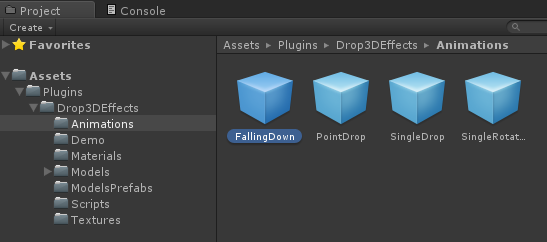 Project Console
Create
Favorites
Assets
Plugins
Drop3DEffects
Animations
Demo
Materials
Models
ModelsPrefabs
Scripts
Textures
Assets ▸ Plugins ▸ Drop3DEffects ▸ Animations
FallingDown PointDrop SingleDrop SingleRotat...